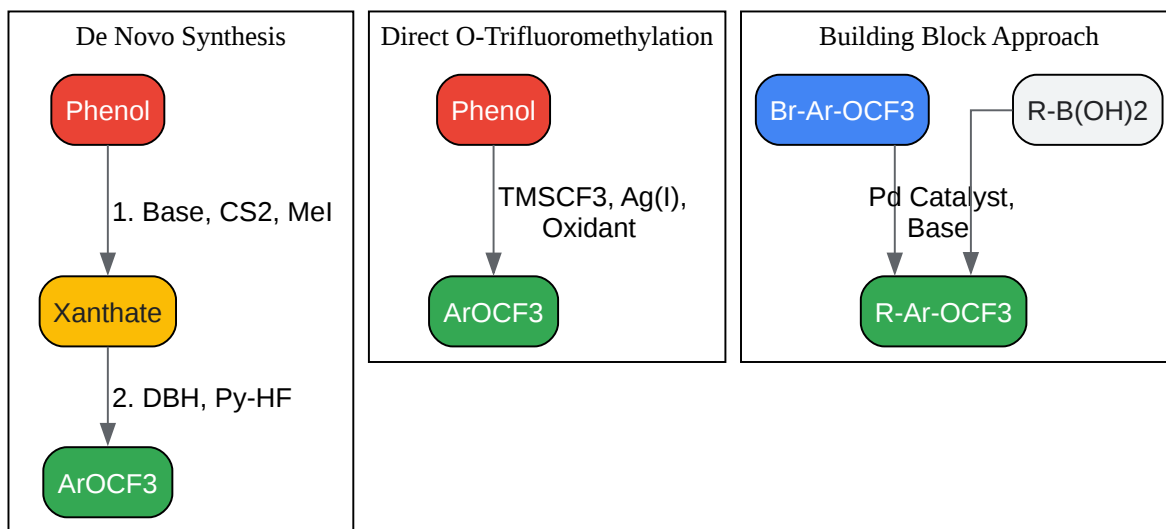 De Novo Synthesis
Phenol
1. Base, CS2, MeI
Xanthate
2. DBH, Py-HF
ArOCF3
Direct O-Trifluoromethylation
Phenol
TMSCF3, Ag(I),
Oxidant
ArOCF3
Building Block Approach
Br-Ar-OCF3
R-B(OH)2
Pd Catalyst,
Base
R-Ar-OCF3